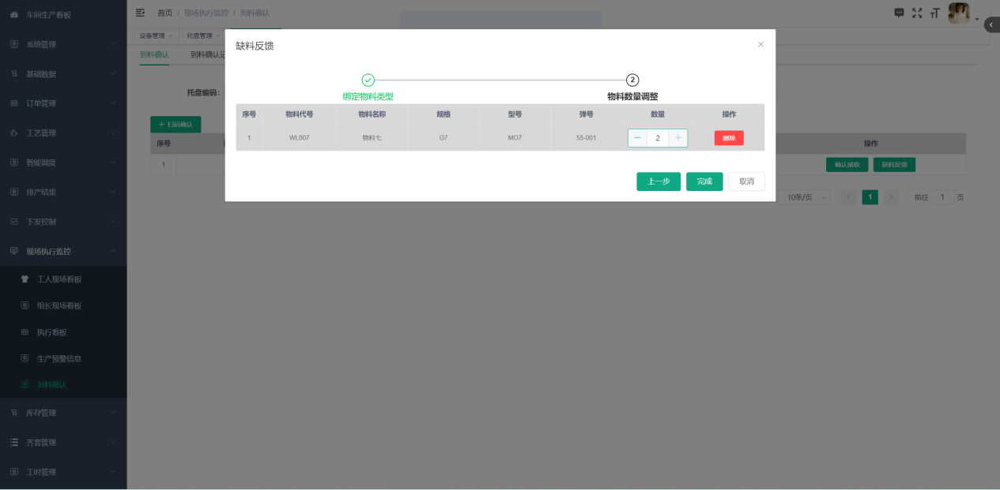 车间生产看板
系统管理
基础数据
订单管理
工艺管理
智能调度
排产结果
下发控制
现场执行监控
工人现场看板
组长现场看板
执行看板
生产预警信息
到料确认
库存管理
齐套管理
工时管理
首页 / 现场执行监控 / 到料确认
设备管理 × 托盘管理 ×
到料确认 到料确认记
托盘编码：
+ 扫码确认
序号 操作
1 确认接收 缺料反馈
10条/页 < 1 > 前往 1 页
缺料反馈 ×
2
绑定物料类型 物料数量调整
序号 物料代号 物料名称 规格 型号 弹号 数量 操作
1 WL007 物料七 G7 MO7 55-001 − 2 + 删除
上一步 完成 取消